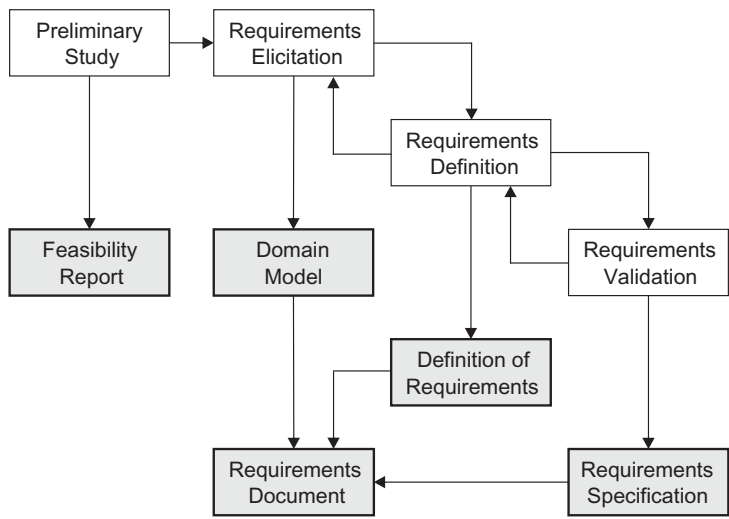 Preliminary
Study
Requirements
Elicitation
Requirements
Definition
Feasibility
Report
Domain
Model
Requirements
Validation
Definition of
Requirements
Requirements
Document
Requirements
Specification